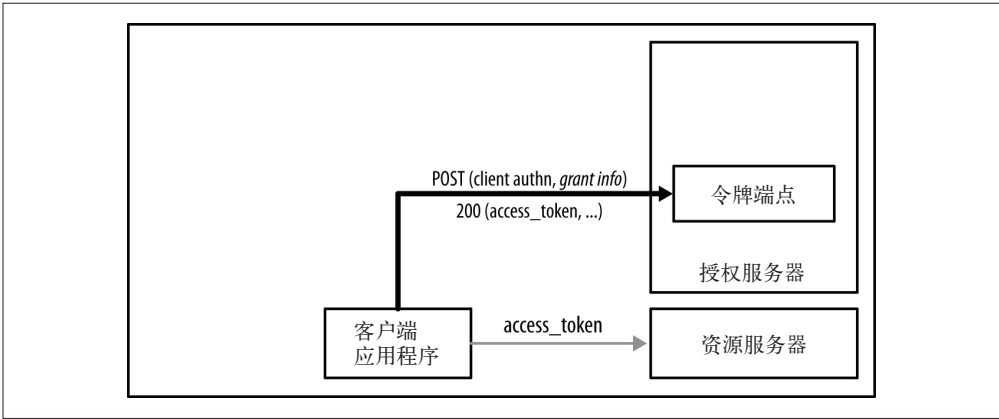 POST (client authn, grant info)
200 (access_token, ...)
令牌端点
授权服务器
客户端
应用程序
access_token
资源服务器